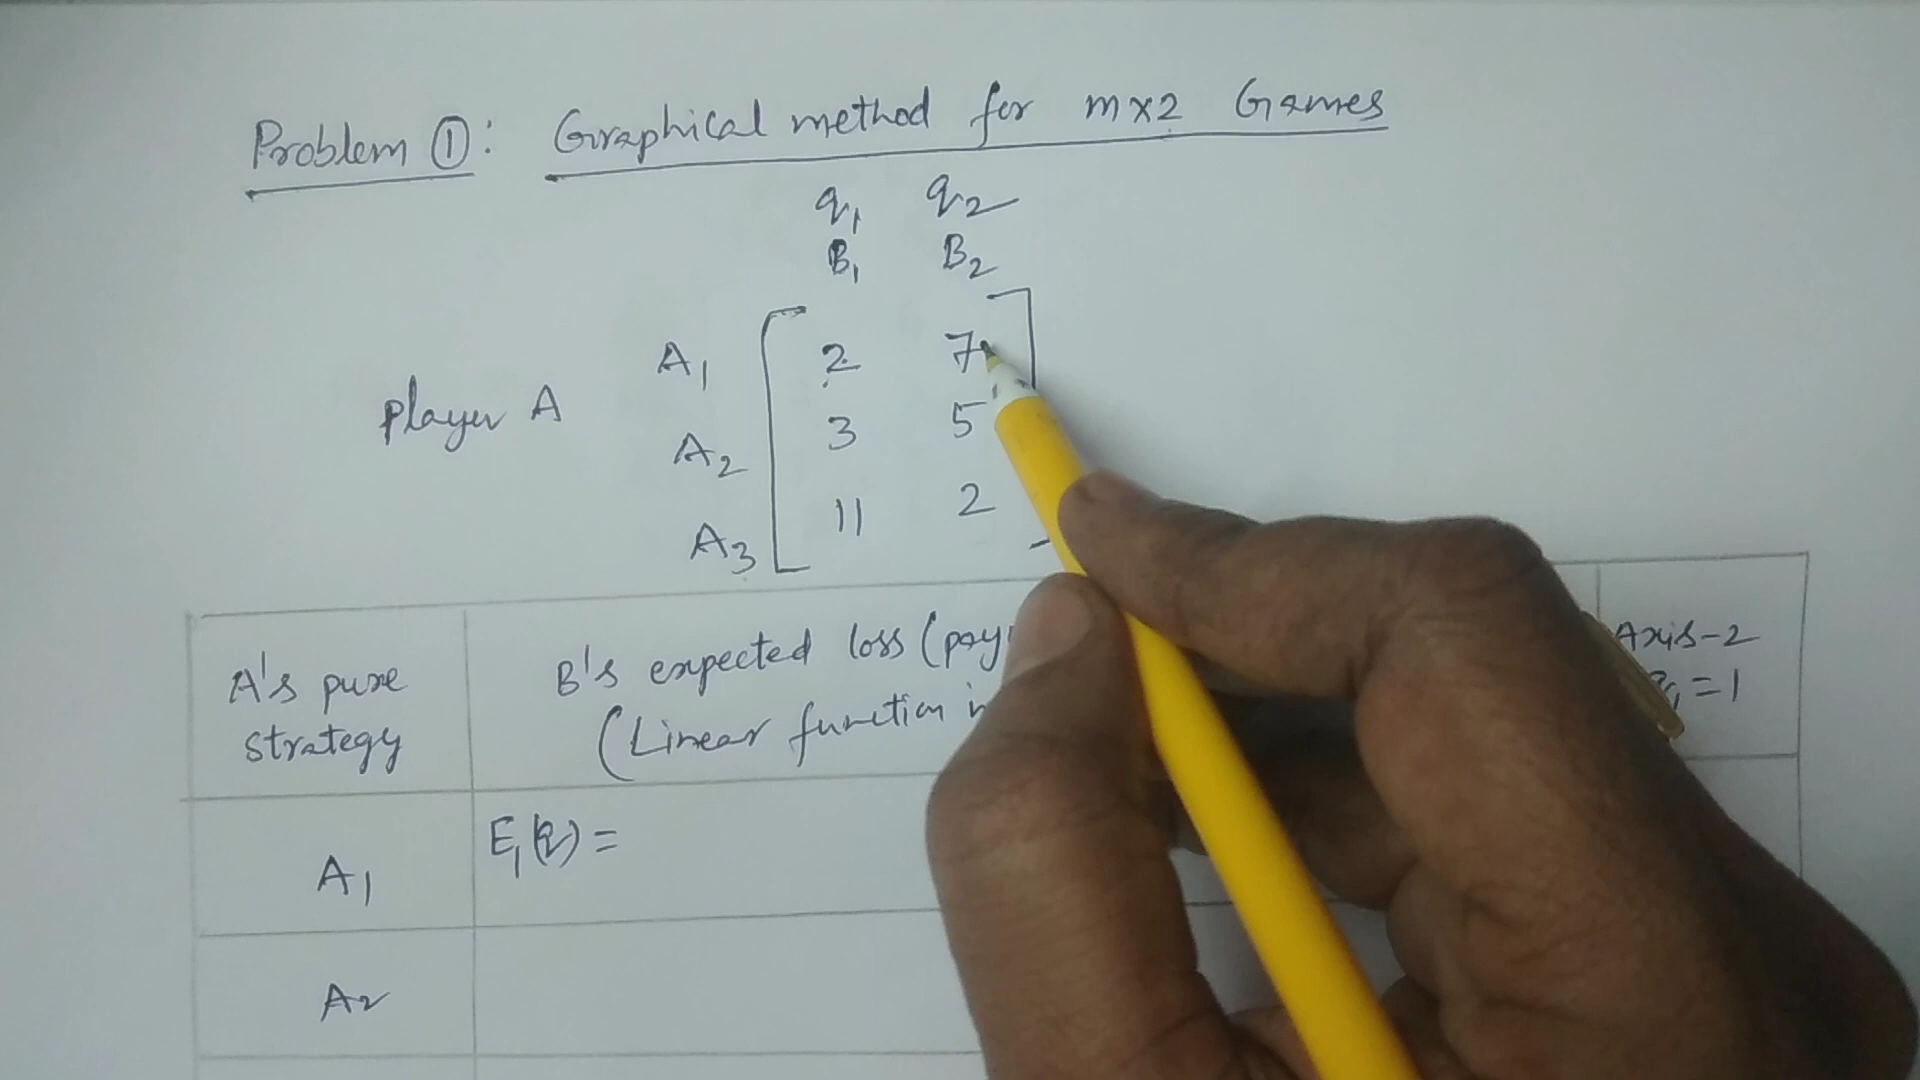 Problem ①: Graphical method for m×2 Games
q₁ q₂
B₁ B₂
A₁ 2 7
player A
A₂ 3 5
A₃ 11 2
A's pure strategy
B's expected loss
(Linear function
Axis-2
q₁ = 1
A₁
E₁(q) =
A₂